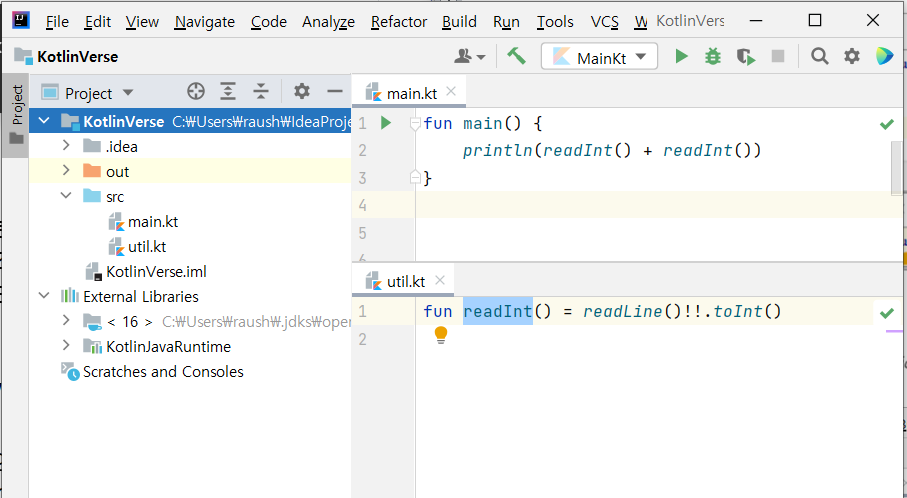 File Edit View Navigate Code Analyze Refactor Build Run Tools VCS W KotlinVers
KotlinVerse
MainKt
Project
Project
KotlinVerse C:₩Users₩raush₩IdeaProje
.idea
out
src
main.kt
util.kt
KotlinVerse.iml
External Libraries
< 16 > C:₩Users₩raush₩.jdks₩oper
KotlinJavaRuntime
Scratches and Consoles
main.kt
1 fun main() {
2 println(readInt() + readInt())
3 }
4
5
util.kt
1 fun readInt() = readLine()!!.toInt()
2